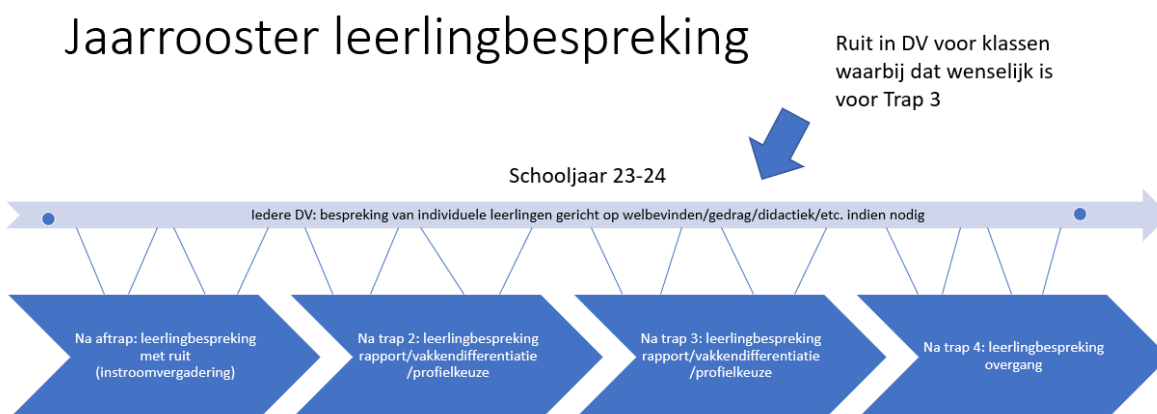 Jaarrooster leerlingbespreking
Ruit in DV voor klassen
waarbij dat wenselijk is
voor Trap 3
Schooljaar 23-24
Iedere DV: bespreking van individuele leerlingen gericht op welbevinden/gedrag/didactiek/etc. indien nodig
Na aftrap: leerlingbespreking
met ruit
(instroomvergadering)
Na trap 2: leerlingbespreking
rapport/vakkendifferentiatie
/profielkeuze
Na trap 3: leerlingbespreking
rapport/vakkendifferentiatie
/profielkeuze
Na trap 4: leerlingbespreking
overgang